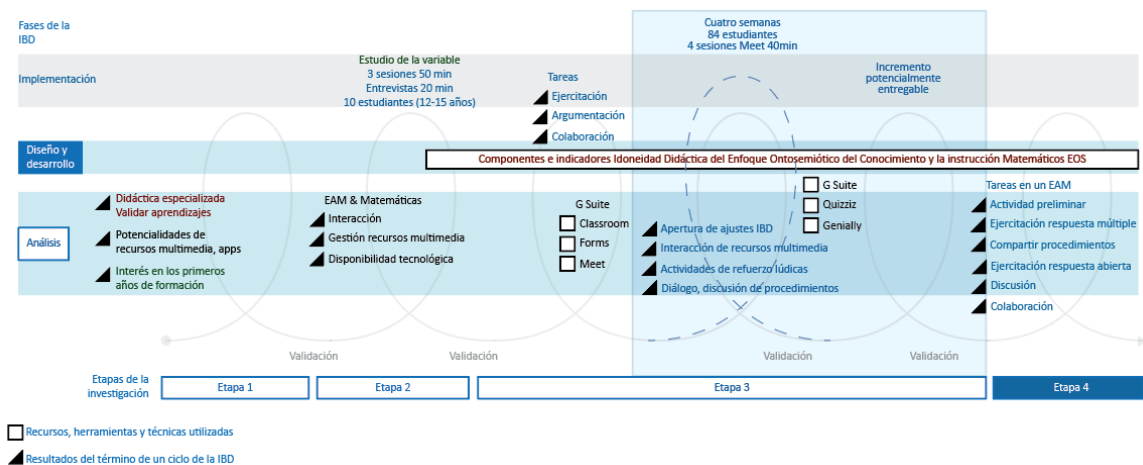 Fases de la
IBD
Cuatro semanas
84 estudiantes
4 sesiones Meet 40min
Implementación
Estudio de la variable
3 sesiones 50 min
Entrevistas 20 min
10 estudiantes (12-15 años)
Tareas
Ejercitación
Argumentación
Colaboración
Incremento
potencialmente
entregable
Diseño y
desarrollo
Componentes e indicadores Idoneidad Didáctica del Enfoque Ontosemiótico del Conocimiento y la instrucción Matemáticos EOS
Análisis
Didáctica especializada
Validar aprendizajes
Potencialidades de
recursos multimedia, apps
Interés en los primeros
años de formación
EAM & Matemáticas
Interacción
Gestión recursos multimedia
Disponibilidad tecnológica
G Suite
Classroom
Forms
Meet
Apertura de ajustes IBD
Interacción de recursos multimedia
Actividades de refuerzo lúdicas
Diálogo, discusión de procedimientos
G Suite
Quizziz
Genially
Tareas en un EAM
Actividad preliminar
Ejercitación respuesta múltiple
Compartir procedimientos
Ejercitación respuesta abierta
Discusión
Colaboración
Validación
Validación
Validación
Validación
Etapas de la
investigación
Etapa 1
Etapa 2
Etapa 3
Etapa 4
Recursos, herramientas y técnicas utilizadas
Resultados del término de un ciclo de la IBD